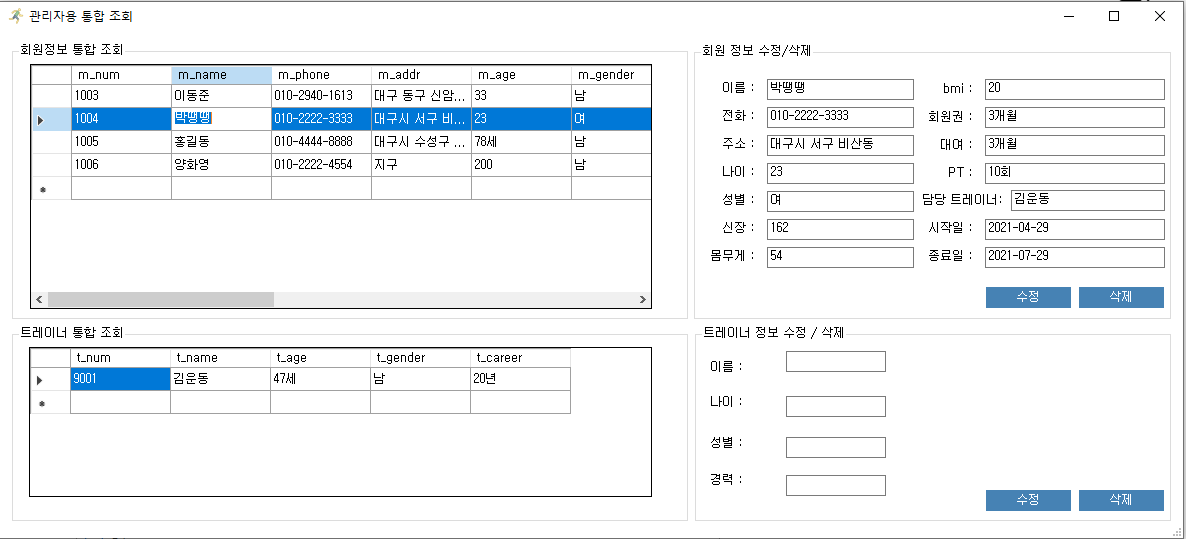 관리자용 통합 조회
회원정보 통합 조회
m_num m_name m_phone m_addr m_age m_gender
1003 이동준 010-2940-1613 대구 동구 신암... 33 남
1004 박땡땡 010-2222-3333 대구시 서구 비... 23 여
1005 홍길동 010-4444-8888 대구시 수성구 ... 78세 남
1006 양화영 010-2222-4554 지구 200 남
회원 정보 수정/삭제
이름 : 박땡땡 bmi : 20
전화 : 010-2222-3333 회원권 : 3개월
주소 : 대구시 서구 비산동 대여 : 3개월
나이 : 23 PT : 10회
성별 : 여 담당 트레이너: 김운동
신장 : 162 시작일 : 2021-04-29
몸무게 : 54 종료일 : 2021-07-29
수정 삭제
트레이너 통합 조회
t_num t_name t_age t_gender t_career
9001 김운동 47세 남 20년
트레이너 정보 수정 / 삭제
이름 :
나이 :
성별 :
경력 :
수정 삭제